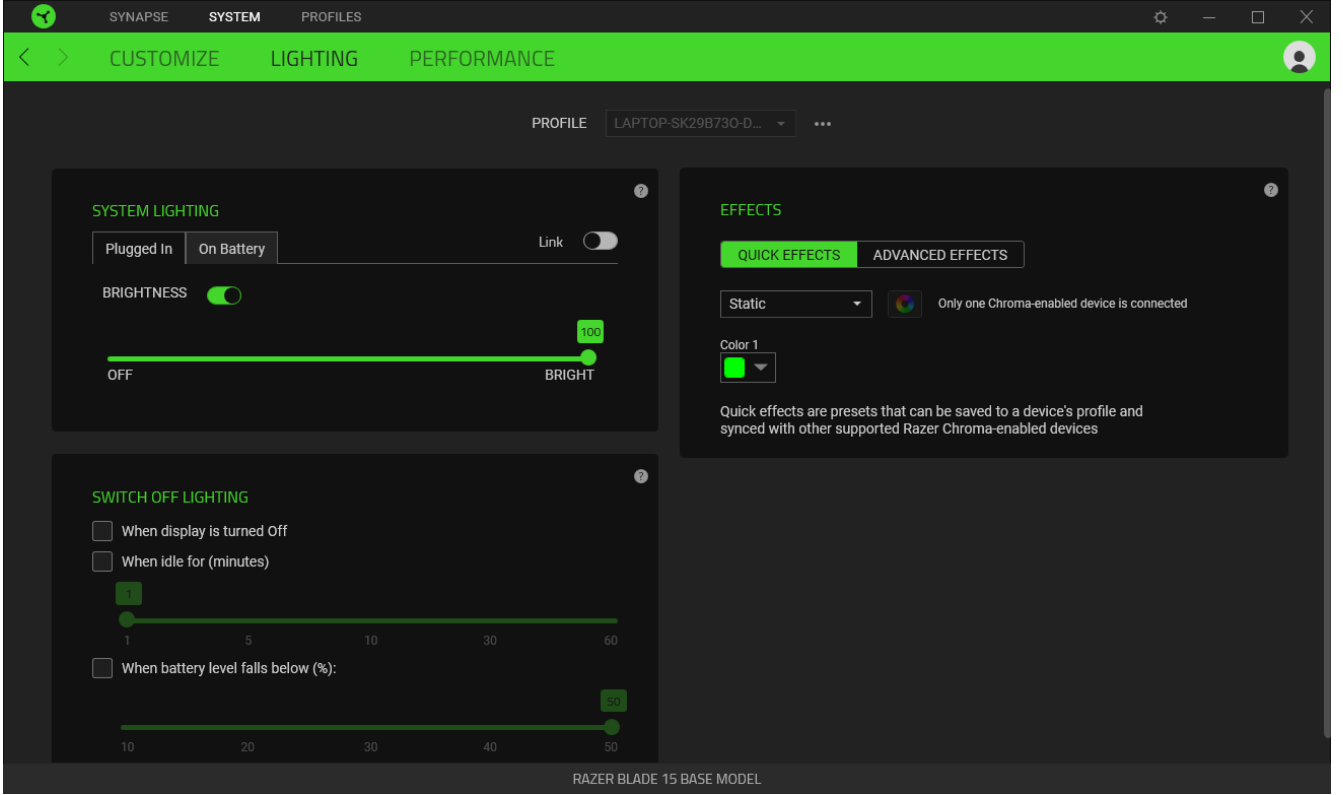 SYNAPSE SYSTEM PROFILES
CUSTOMIZE LIGHTING PERFORMANCE
PROFILE LAPTOP-SK29B73O-D... •••
?
SYSTEM LIGHTING
Plugged In On Battery Link
BRIGHTNESS
100
OFF BRIGHT
?
EFFECTS
QUICK EFFECTS ADVANCED EFFECTS
Static Only one Chroma-enabled device is connected
Color 1
Quick effects are presets that can be saved to a device's profile and
synced with other supported Razer Chroma-enabled devices
?
SWITCH OFF LIGHTING
When display is turned Off
When idle for (minutes)
1
1 5 10 30 60
When battery level falls below (%):
50
10 20 30 40 50
RAZER BLADE 15 BASE MODEL